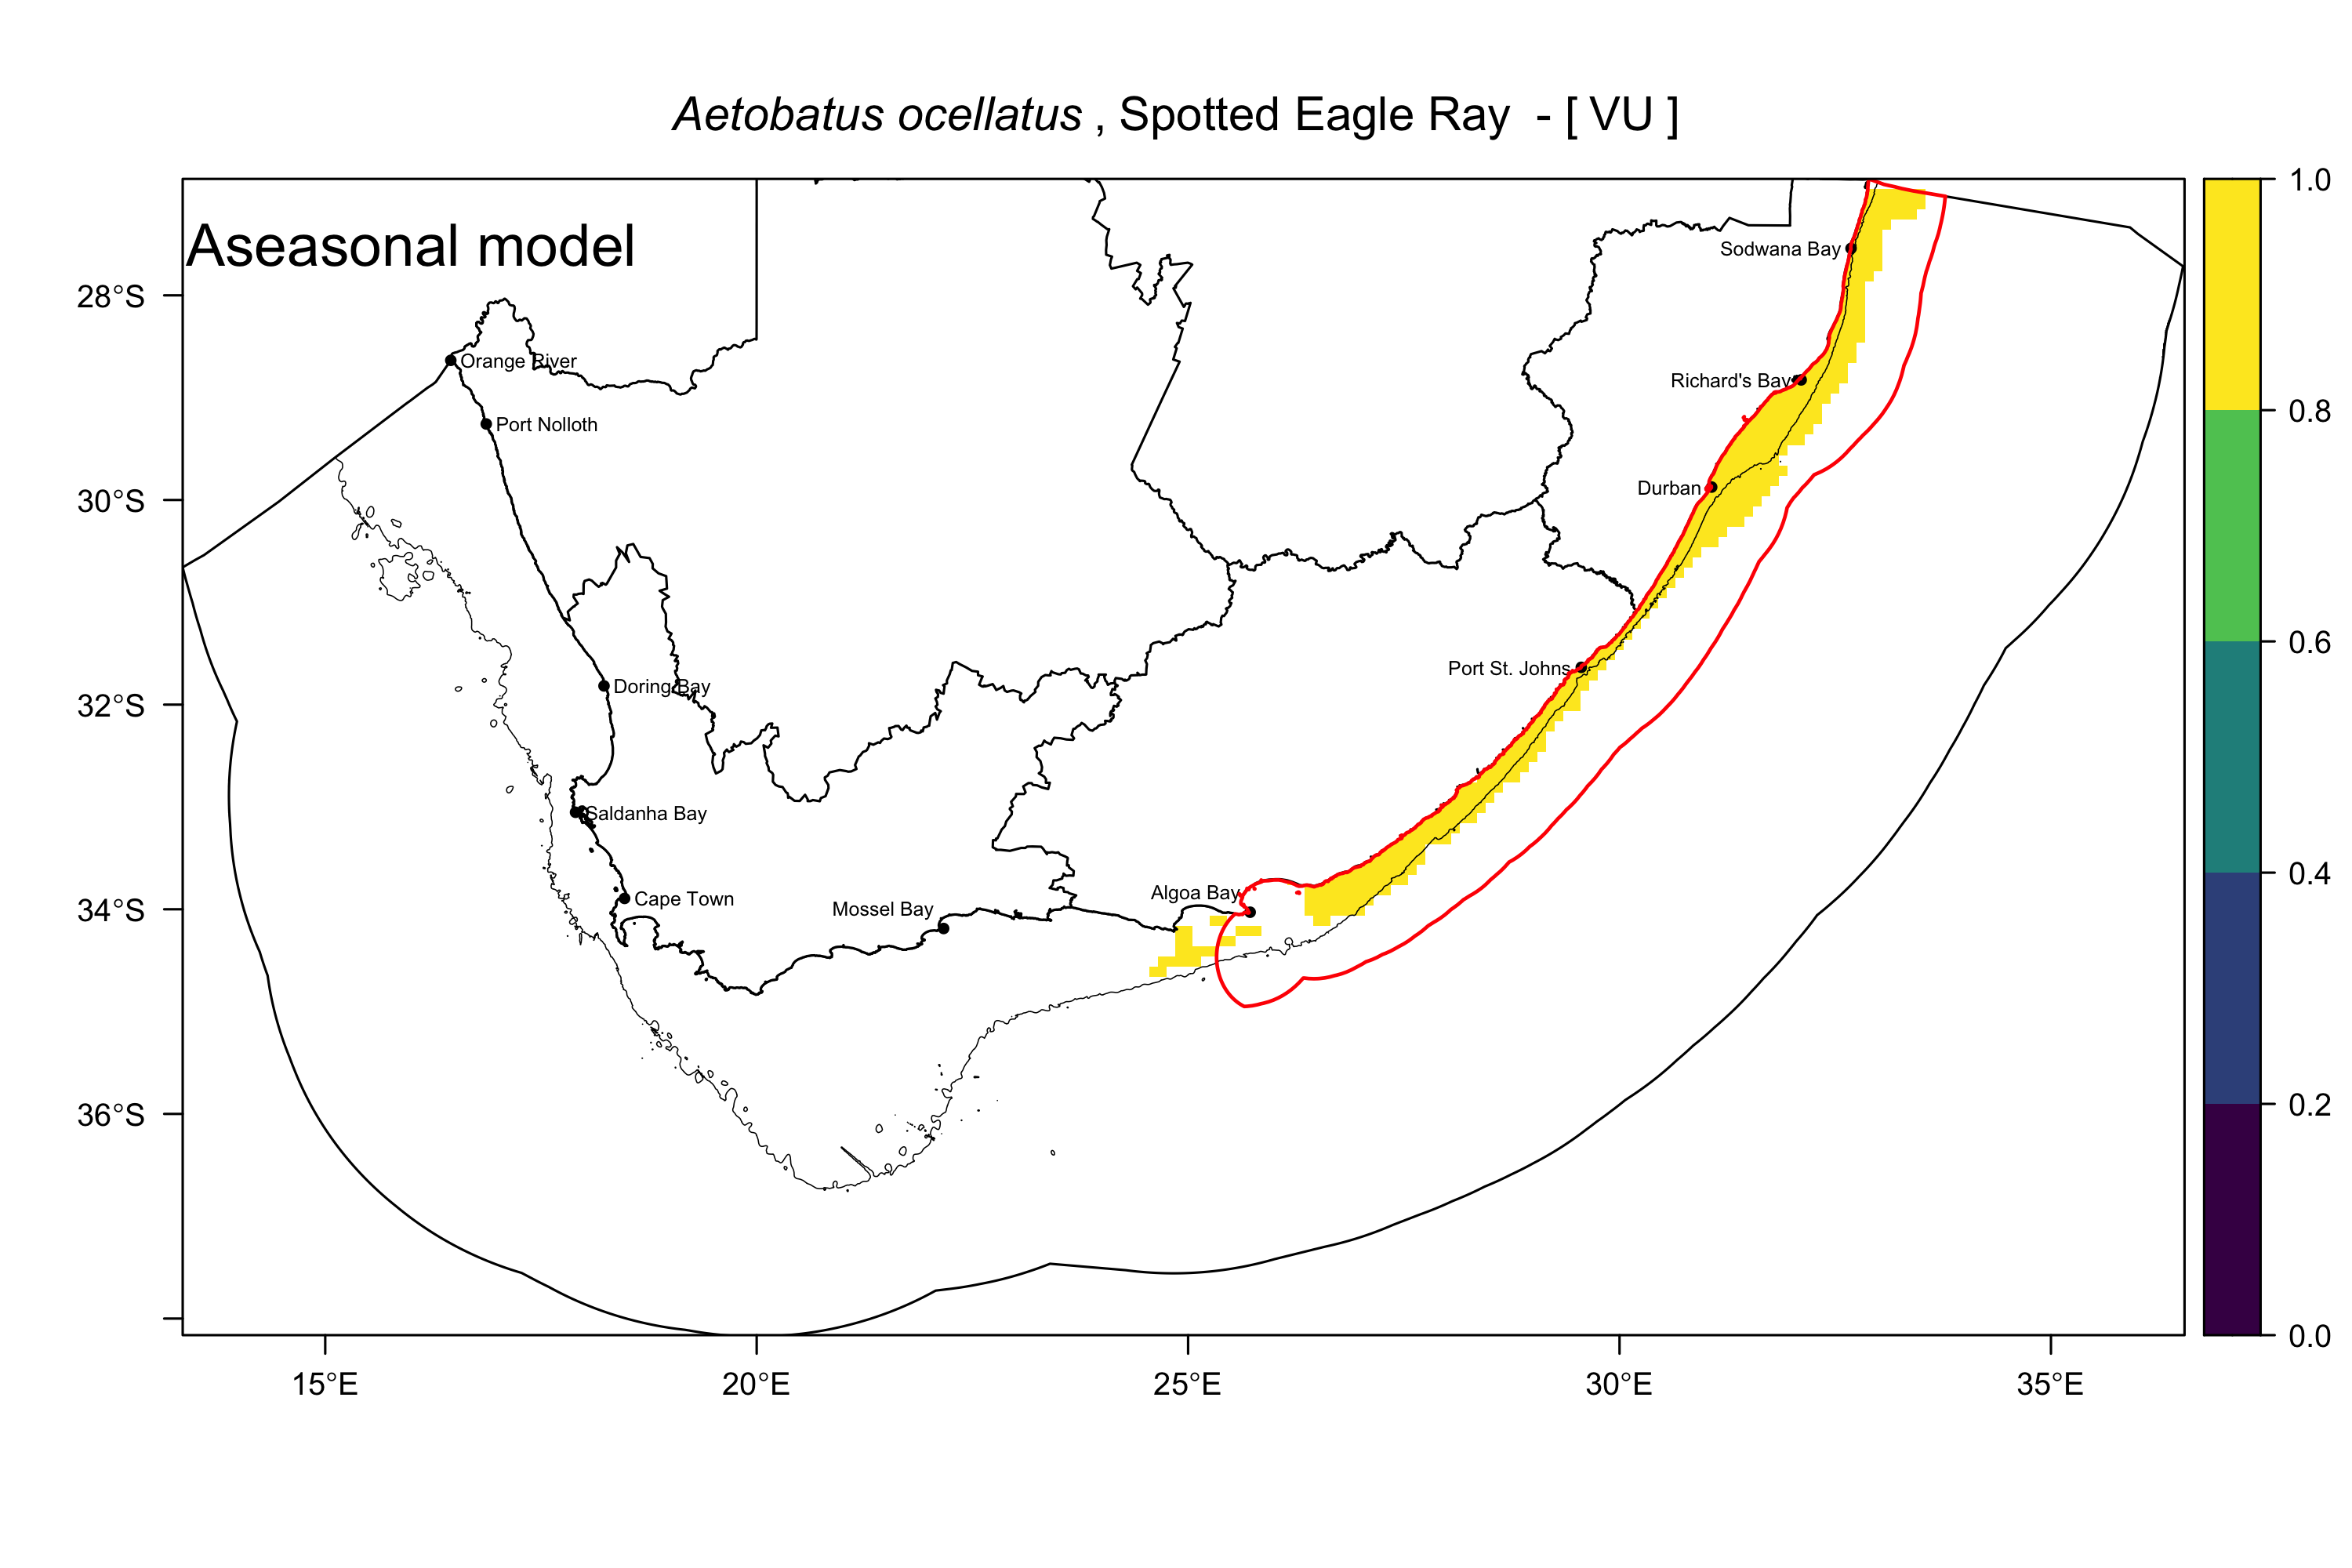 Aetobatus ocellatus , Spotted Eagle Ray - [ VU ]
Aseasonal model
1.0
0.8
0.6
0.4
0.2
0.0
28°S
30°S
32°S
34°S
36°S
Sodwana Bay
Orange River
Richard's Bay
Port Nolloth
Durban
Port St. Johns
Doring Bay
Saldanha Bay
Algoa Bay
Cape Town
Mossel Bay
15°E
20°E
25°E
30°E
35°E